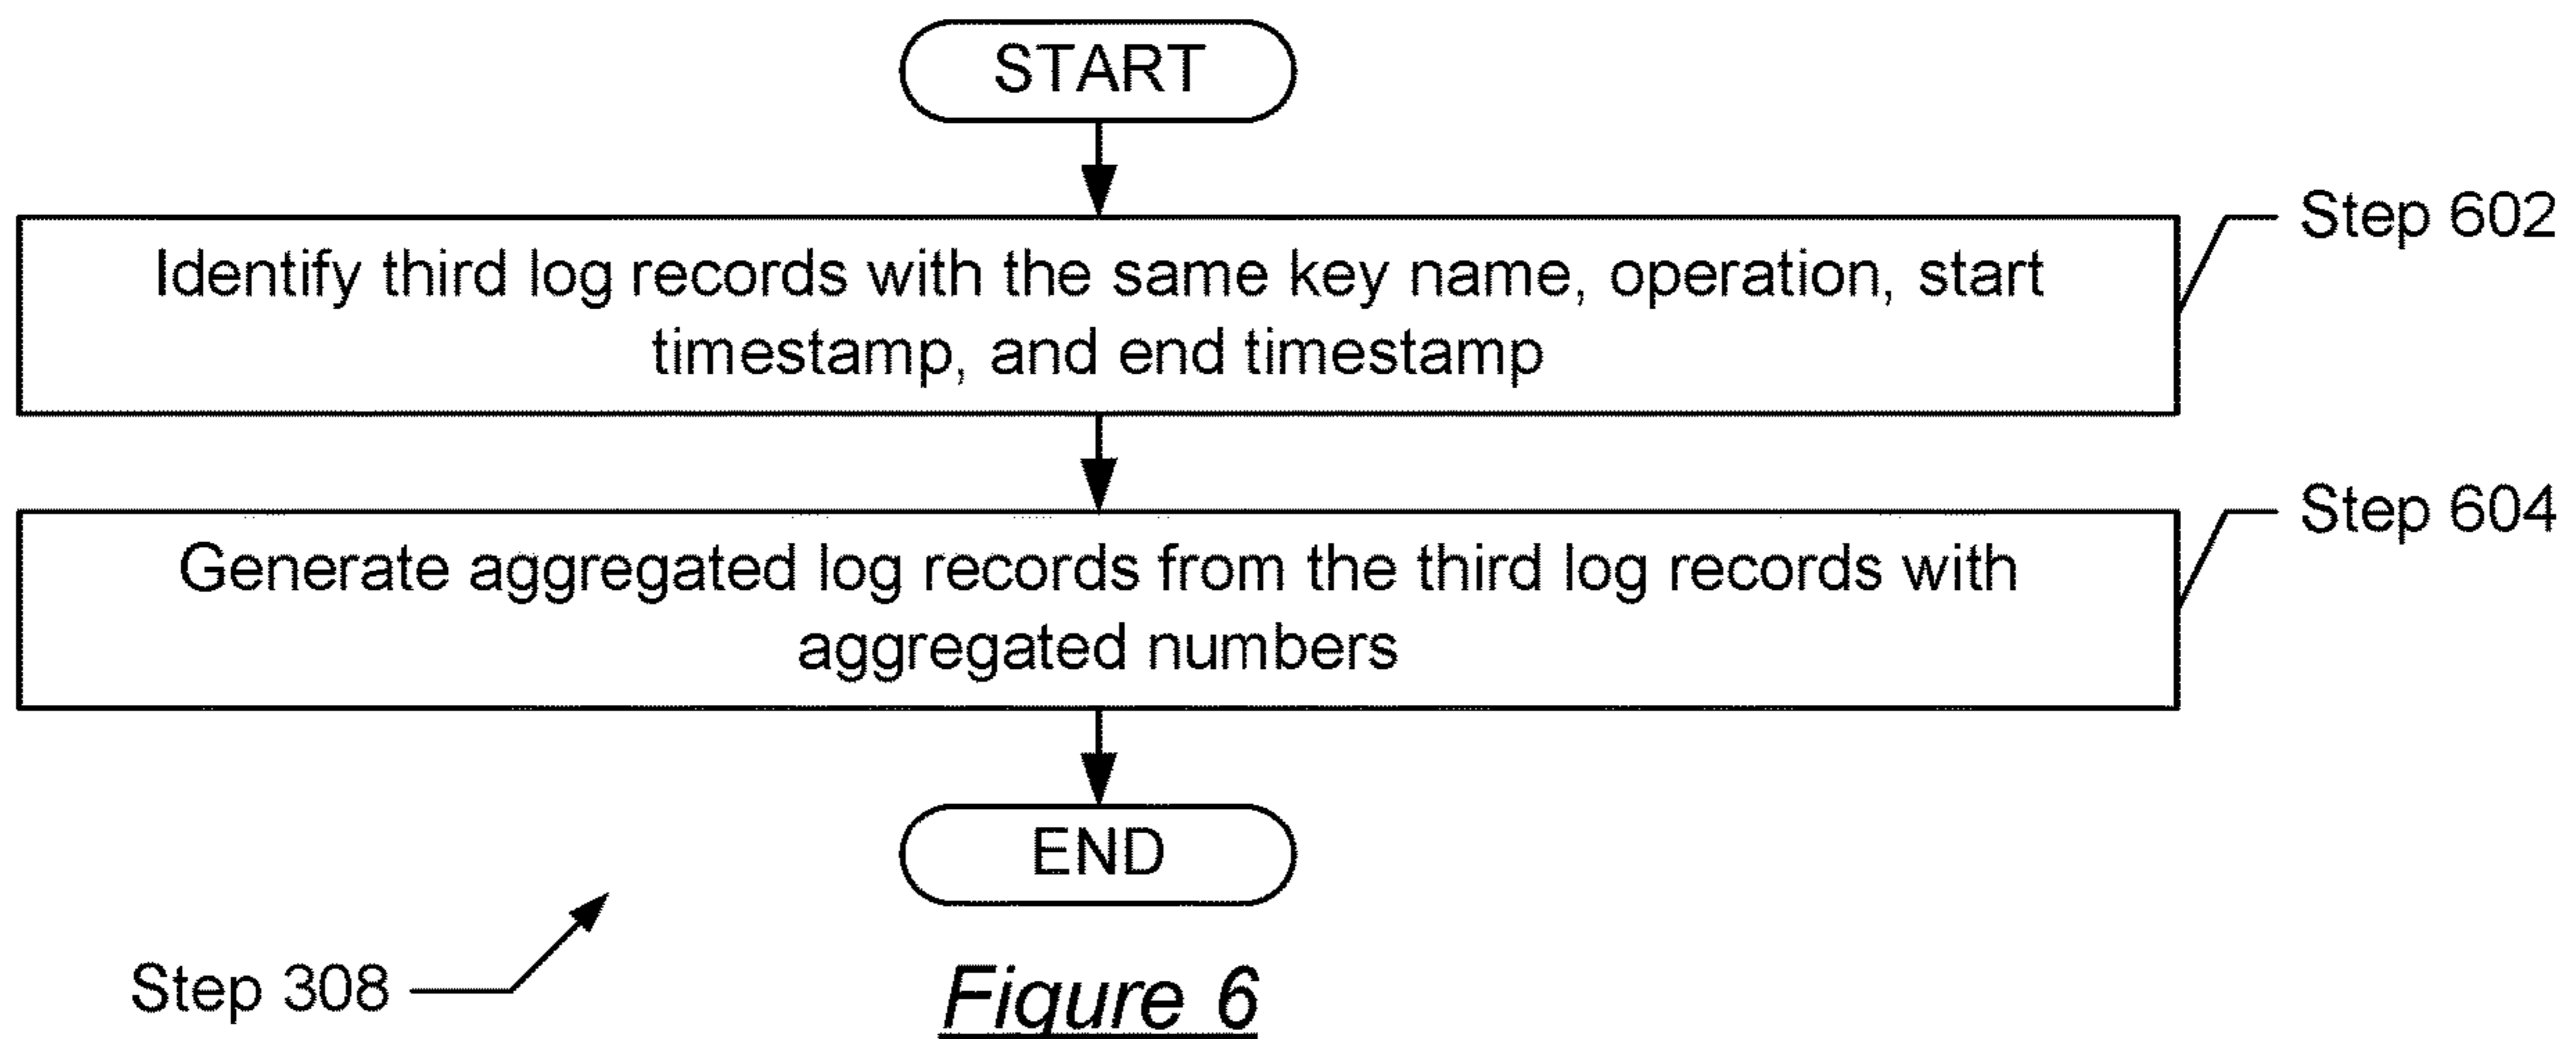 START
Step 602
Identify third log records with the same key name, operation, start
timestamp, and end timestamp
Step 604
Generate aggregated log records from the third log records with
aggregated numbers
END
Step 308
Figure 6